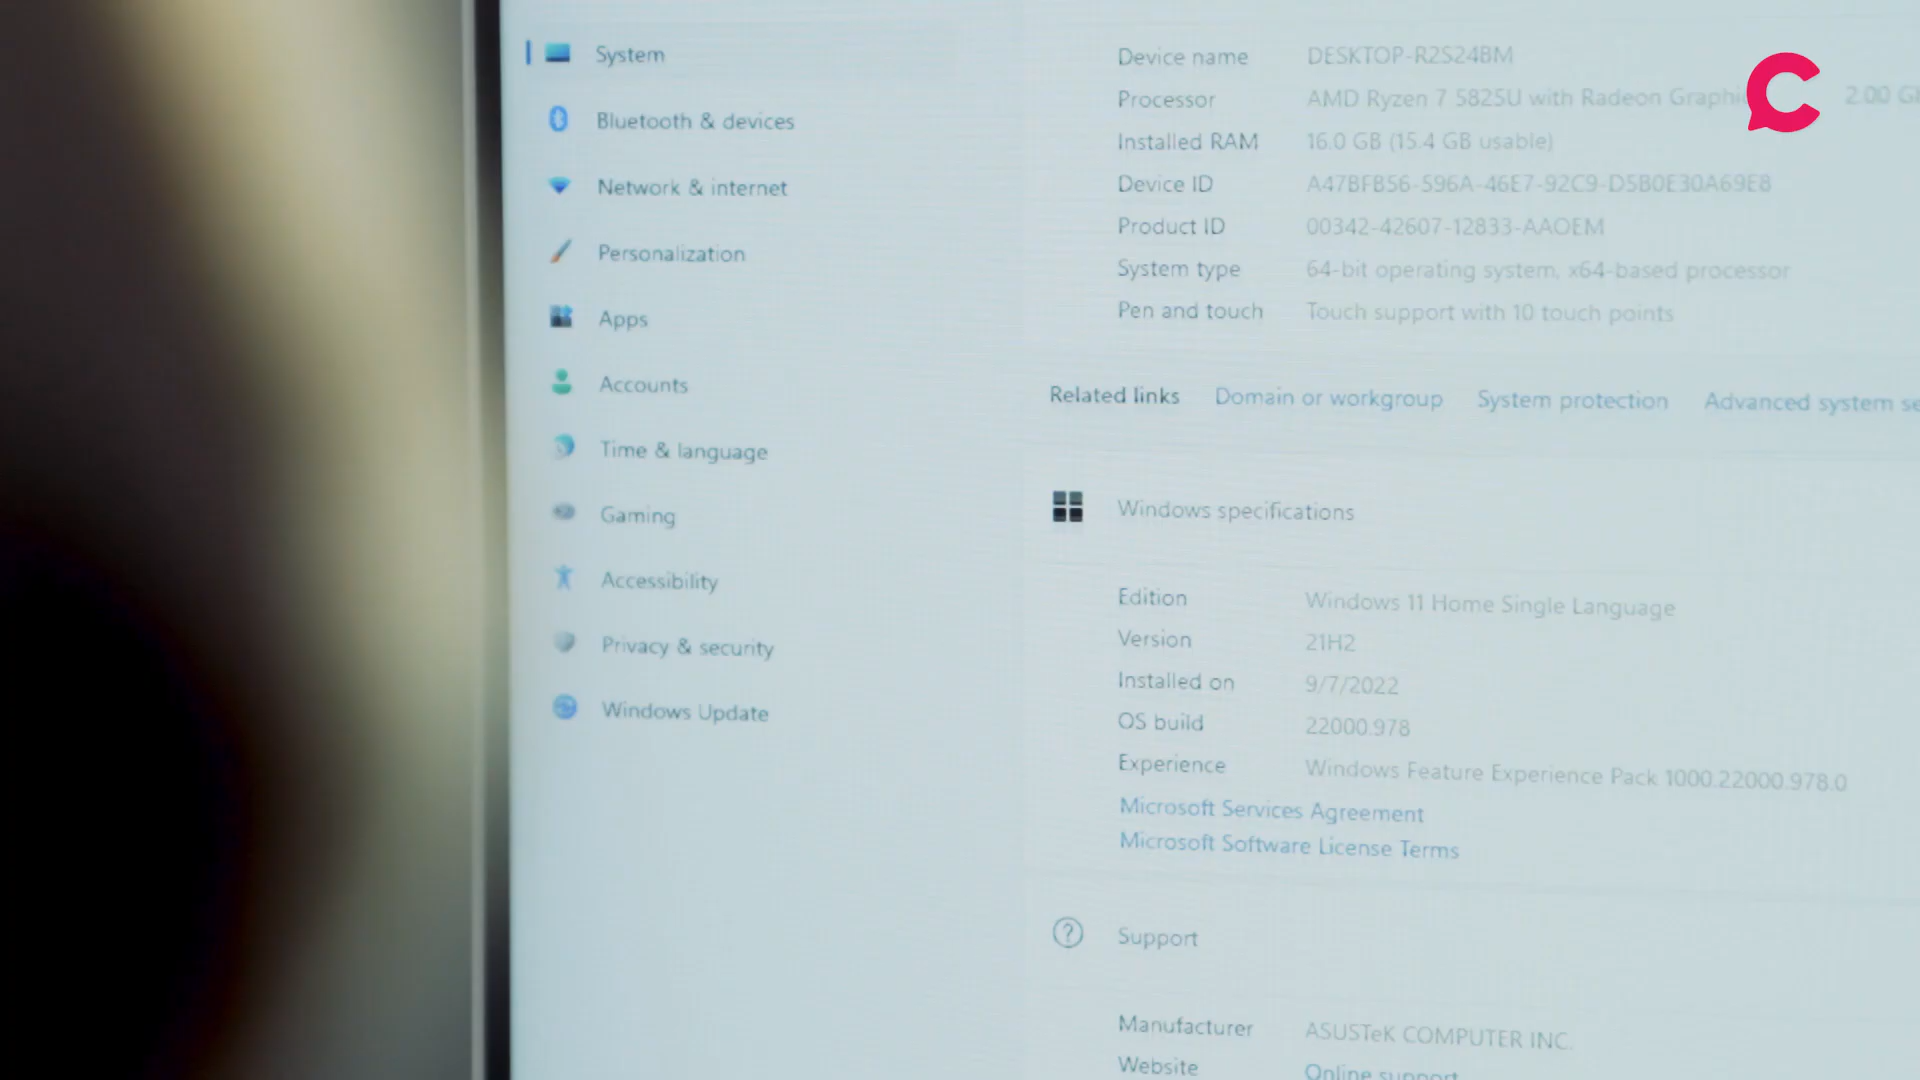 System
Bluetooth & devices
Network & internet
Personalization
Apps
Accounts
Time & language
Gaming
Accessibility
Privacy & security
Windows Update
Device name DESKTOP-R2S24BM
Processor AMD Ryzen 7 5825U with Radeon Graphi 2.00 G
Installed RAM 16.0 GB (15.4 GB usable)
Device ID A47BFB56-596A-46E7-92C9-D5B0E30A69E8
Product ID 00342-42607-12833-AAOEM
System type 64-bit operating system, x64-based processor
Pen and touch Touch support with 10 touch points
Related links Domain or workgroup System protection Advanced system se
Windows specifications
Edition Windows 11 Home Single Language
Version 21H2
Installed on 9/7/2022
OS build 22000.978
Experience Windows Feature Experience Pack 1000.22000.978.0
Microsoft Services Agreement
Microsoft Software License Terms
Support
Manufacturer ASUSTeK COMPUTER INC.
Website Online support